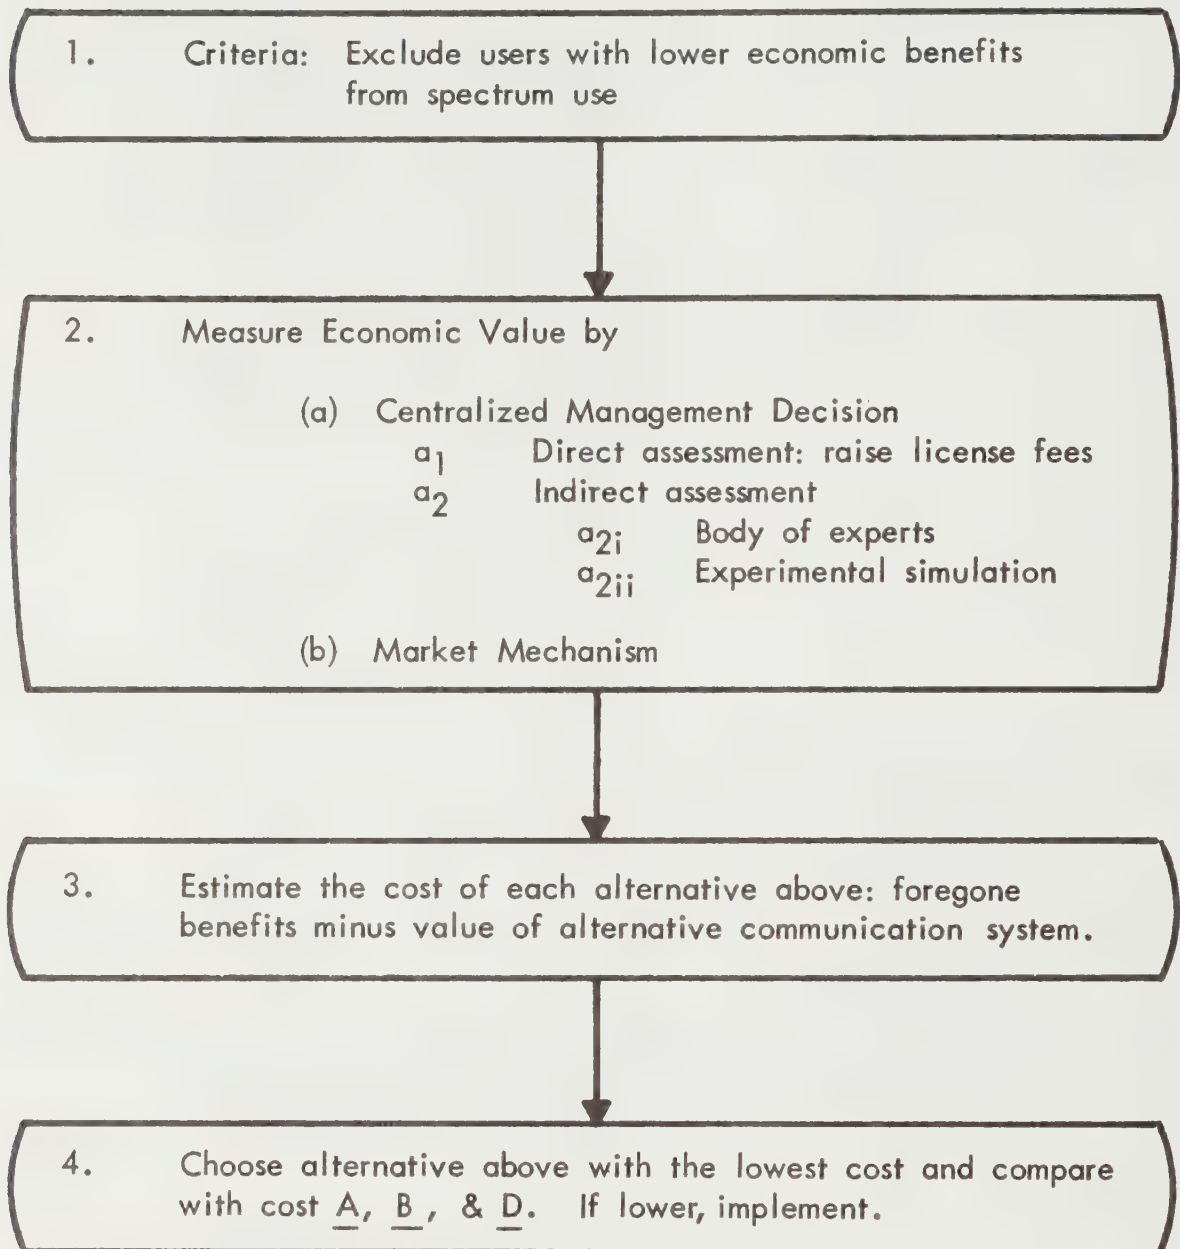 1. Criteria: Exclude users with lower economic benefits
from spectrum use
2. Measure Economic Value by
(a) Centralized Management Decision
a1 Direct assessment: raise license fees
a2 Indirect assessment
a2i Body of experts
a2ii Experimental simulation
(b) Market Mechanism
3. Estimate the cost of each alternative above: foregone
benefits minus value of alternative communication system.
4. Choose alternative above with the lowest cost and compare
with cost A, B, & D. If lower, implement.